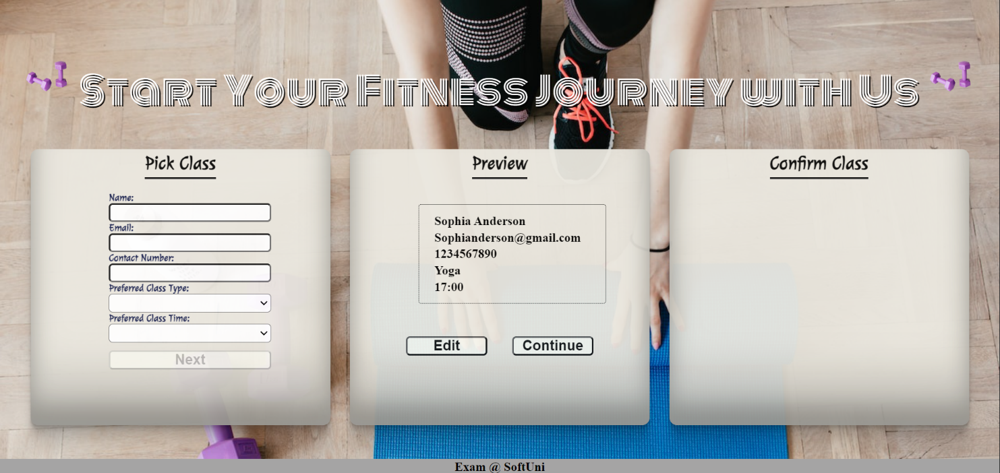 Start Your Fitness Journey with Us
Pick Class
Name:
Email:
Contact Number:
Preferred Class Type:
Preferred Class Time:
Next
Preview
Sophia Anderson
Sophianderson@gmail.com
1234567890
Yoga
17:00
Edit
Continue
Confirm Class
Exam @ SoftUni